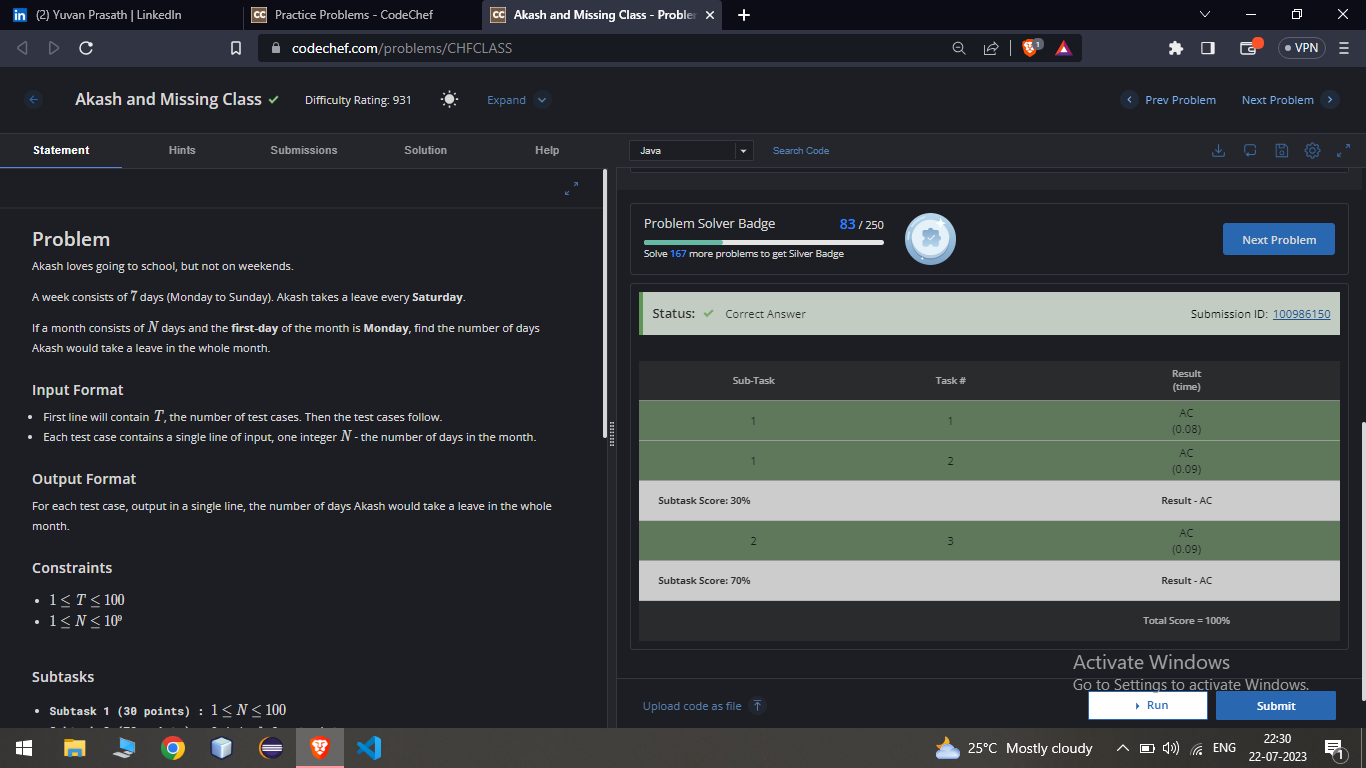 (2) Yuvan Prasath | LinkedIn
Practice Problems - CodeChef
Akash and Missing Class - Proble
codechef.com/problems/CHFCLASS
1
VPN
Akash and Missing Class
Difficulty Rating: 931
Expand
Prev Problem
Next Problem
Statement
Hints
Submissions
Solution
Help
Java
Search Code
Problem
Akash loves going to school, but not on weekends.
A week consists of 7 days (Monday to Sunday). Akash takes a leave every Saturday.
If a month consists of N days and the first-day of the month is Monday, find the number of days
Akash would take a leave in the whole month.
Input Format
• First line will contain T, the number of test cases. Then the test cases follow.
• Each test case contains a single line of input, one integer N - the number of days in the month.
Output Format
For each test case, output in a single line, the number of days Akash would take a leave in the whole
month.
Constraints
• 1 ≤ T ≤ 100
• 1 ≤ N ≤ 10⁹
Subtasks
• Subtask 1 (30 points) : 1 ≤ N ≤ 100
Problem Solver Badge
83 / 250
Solve 167 more problems to get Silver Badge
Next Problem
Status:
Correct Answer
Submission ID: 100986150
Sub-Task
Task #
Result
(time)
1
1
AC
(0.08)
1
2
AC
(0.09)
Subtask Score: 30%
Result - AC
2
3
AC
(0.09)
Subtask Score: 70%
Result - AC
Total Score = 100%
Activate Windows
Go to Settings to activate Windows.
Upload code as file
Run
Submit
25°C Mostly cloudy
ENG
22:30
22-07-2023
1